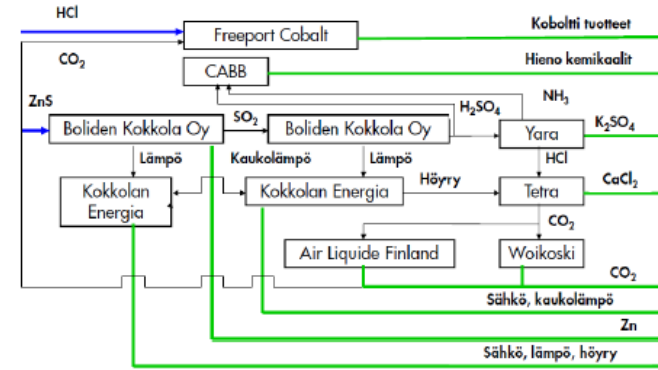 HCl
Freeport Cobalt
Koboltti tuotteet
CO2
CABB
Hieno kemikaalit
ZnS
SO2
H2SO4
NH3
Boliden Kokkola Oy
Boliden Kokkola Oy
Yara
K2SO4
Lämpö
Kaukolämpö
Lämpö
HCl
Kokkolan
Energia
Kokkolan Energia
Höyry
Tetra
CaCl2
CO2
Air Liquide Finland
Woikoski
CO2
Sähkö, kaukolämpö
Zn
Sähkö, lämpö, höyry